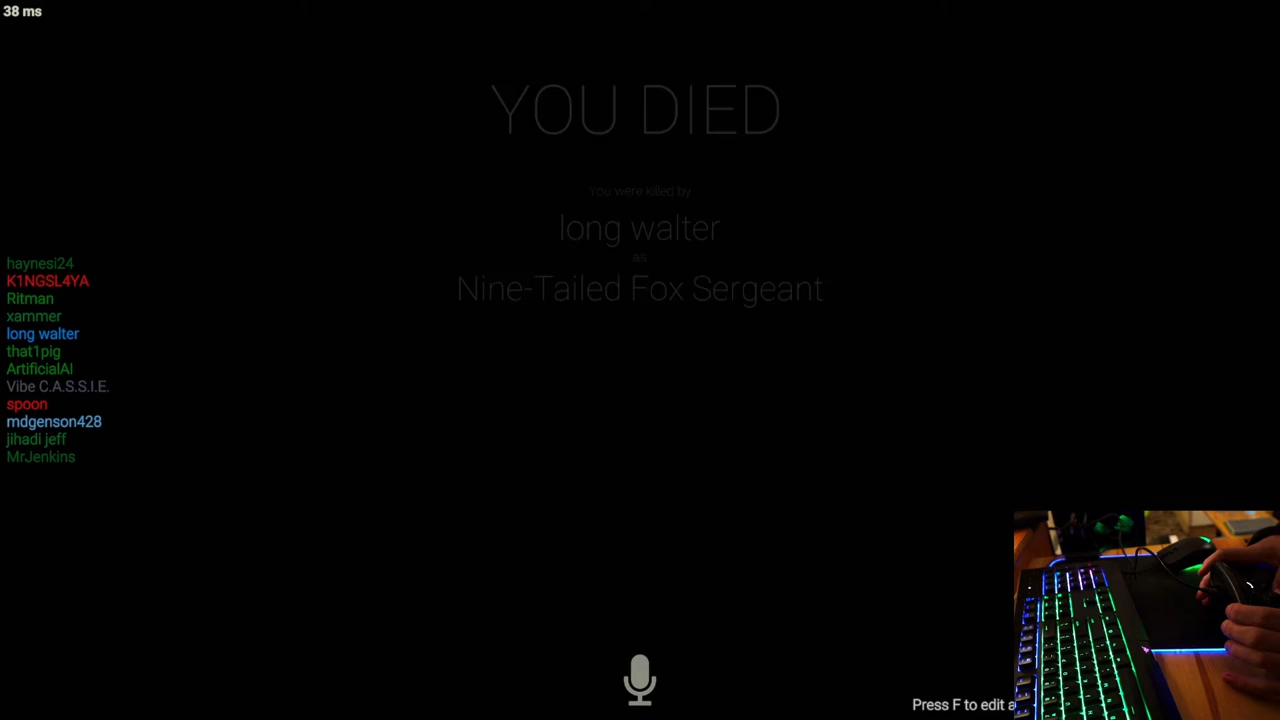 38 ms
YOU DIED
You were killed by
long walter
as
Nine-Tailed Fox Sergeant
haynesi24
K1NGSL4YA
Ritman
xammer
long walter
that1pig
ArtificialAI
Vibe C.A.S.S.I.E.
spoon
mdgenson428
jihadi jeff
MrJenkins
Press F to edit a